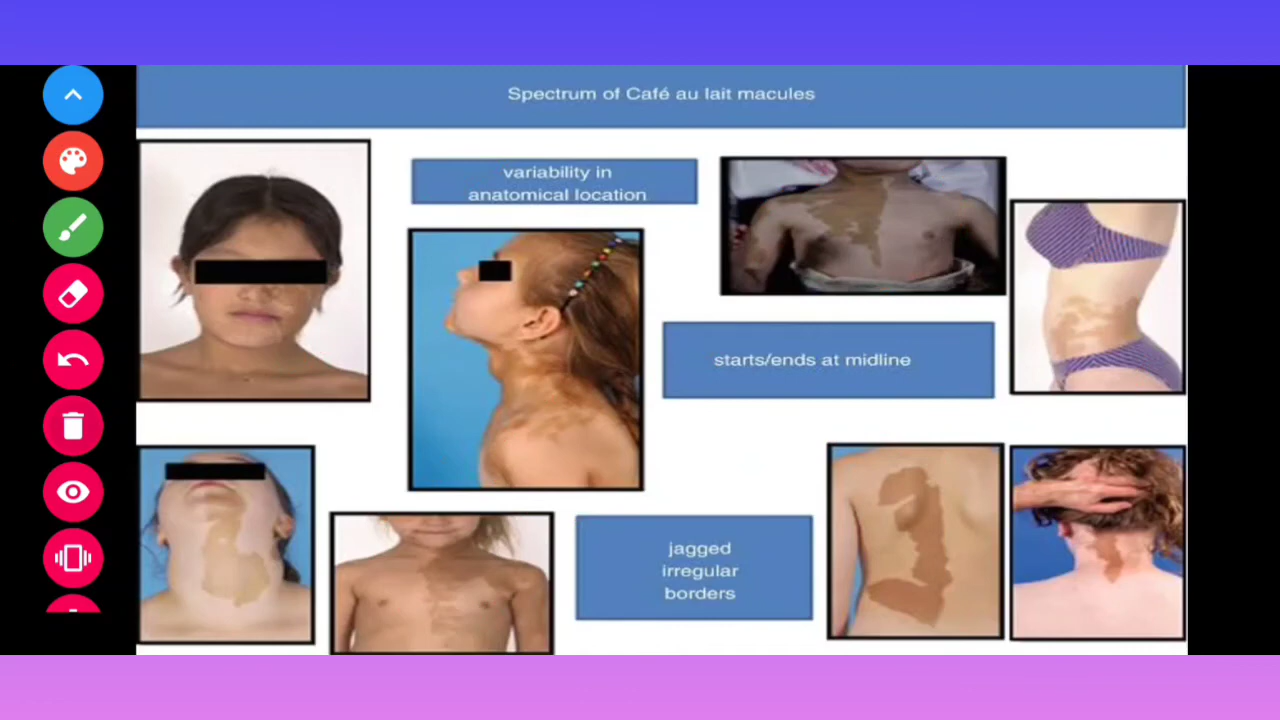 Spectrum of Café au lait macules
variability in
anatomical location
starts/ends at midline
jagged
irregular
borders